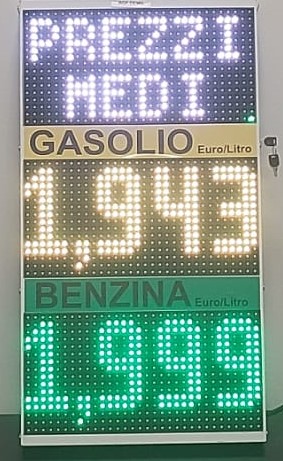 PREZZI
MEDI
GASOLIO Euro/Litro
1,943
BENZINA Euro/Litro
1,999